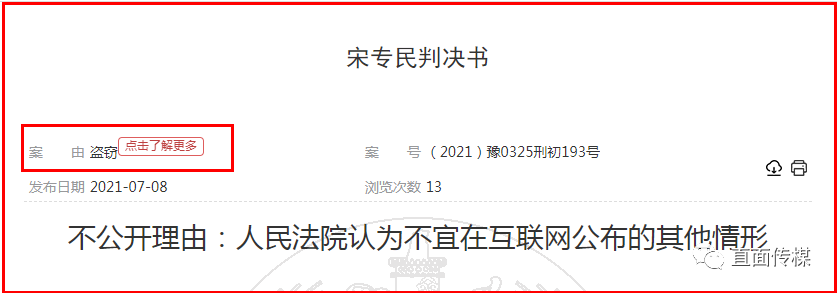 宋专民判决书
案 由 盗窃 点击了解更多 案 号 （2021）豫0325刑初193号
发布日期 2021-07-08 浏览次数 13
不公开理由：人民法院认为不宜在互联网公布的其他情形
直面传媒